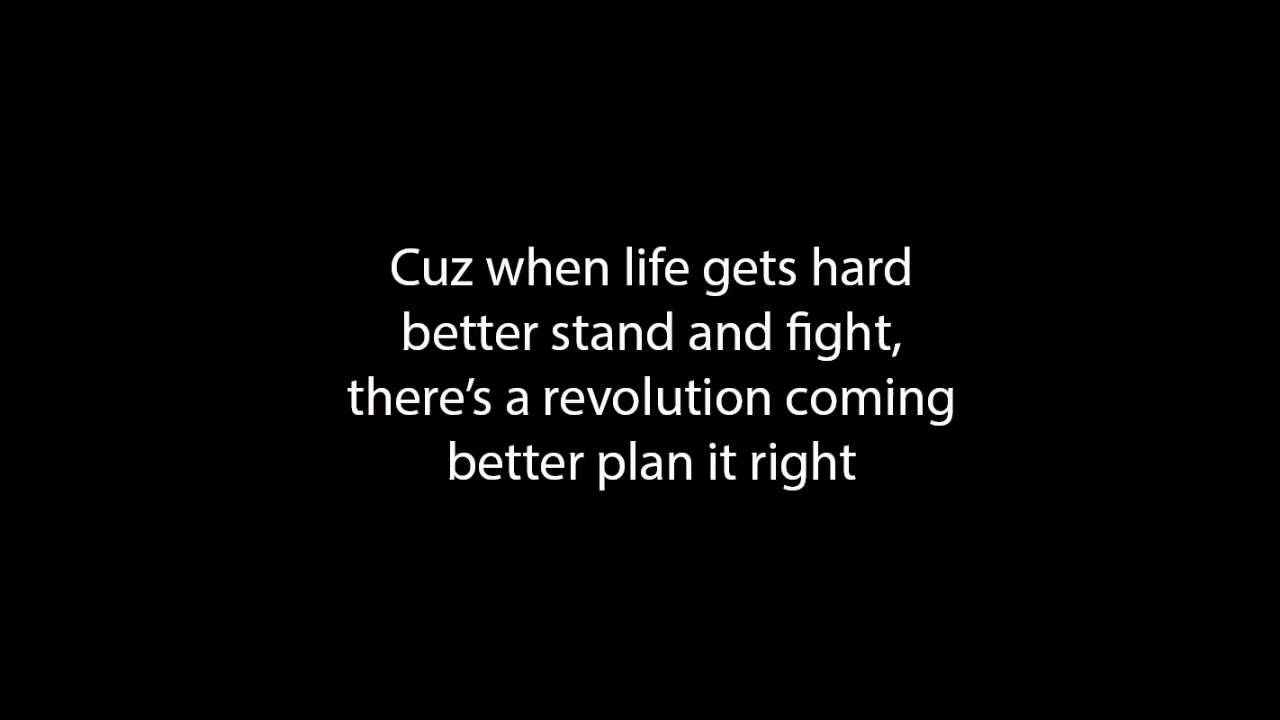 Cuz when life gets hard
better stand and fight,
there’s a revolution coming
better plan it right